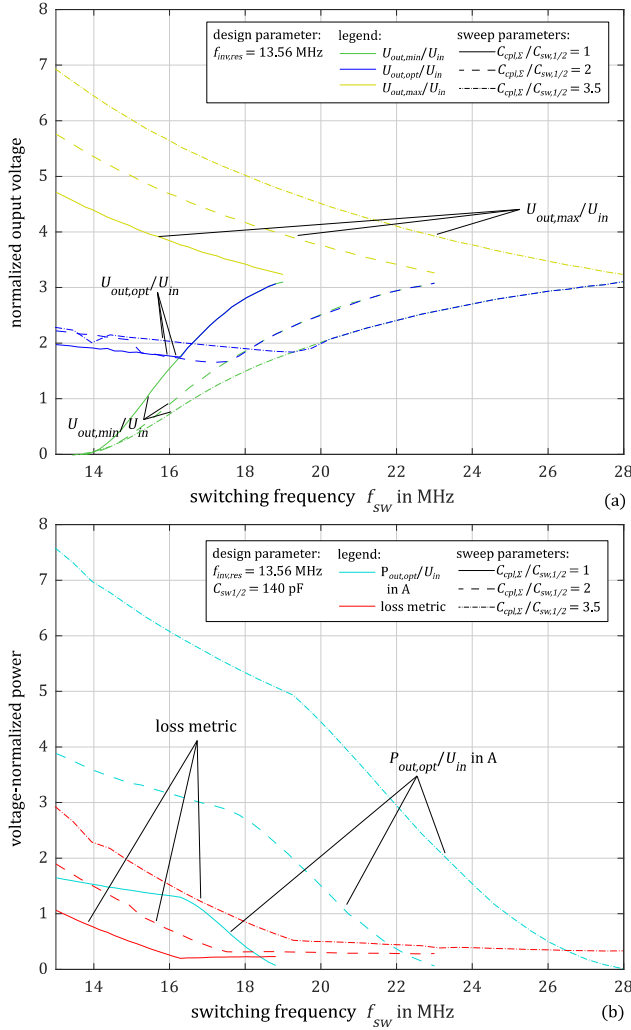 8
7
6
5
4
3
2
1
0
normalized ouput voltage
design parameter:
f_inv,res = 13.56 MHz
legend:
U_out,min/U_in
U_out,opt/U_in
U_out,max/U_in
sweep parameters:
C_cpl,Σ/C_sw,1/2 = 1
C_cpl,Σ/C_sw,1/2 = 2
C_cpl,Σ/C_sw,1/2 = 3.5
U_out,max/U_in
U_out,opt/U_in
U_out,min/U_in
14 16 18 20 22 24 26 28
switching frequency f_SW in MHz
(a)
8
7
6
5
4
3
2
1
0
voltage-normalized power
design parameter:
f_inv,res = 13.56 MHz
C_sw1/2 = 140 pF
legend:
P_out,opt/U_in
in A
loss metric
sweep parameters:
C_cpl,Σ/C_sw,1/2 = 1
C_cpl,Σ/C_sw,1/2 = 2
C_cpl,Σ/C_sw,1/2 = 3.5
loss metric
P_out,opt/U_in in A
14 16 18 20 22 24 26 28
switching frequency f_SW in MHz
(b)